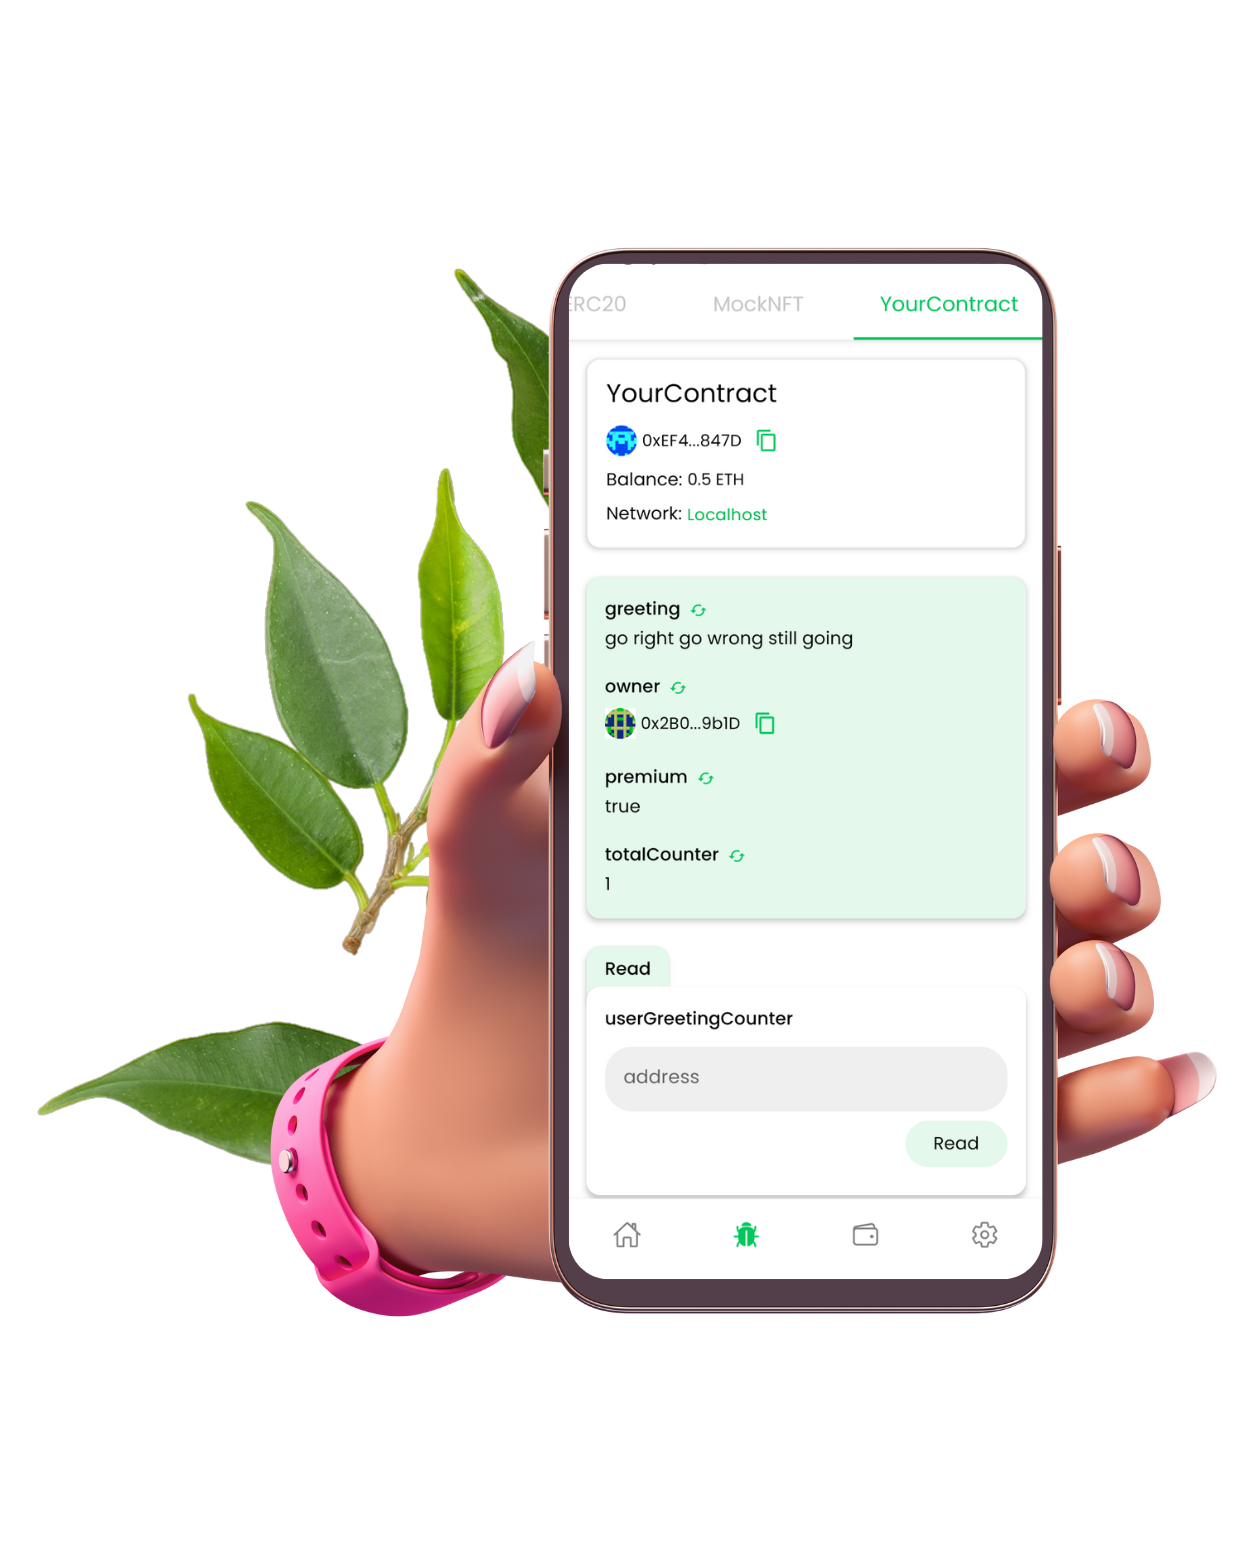 ERC20 MockNFT YourContract
YourContract
0xEF4...847D
Balance: 0.5 ETH
Network: Localhost
greeting
go right go wrong still going
owner
0x2B0...9b1D
premium
true
totalCounter
1
Read
userGreetingCounter
address
Read